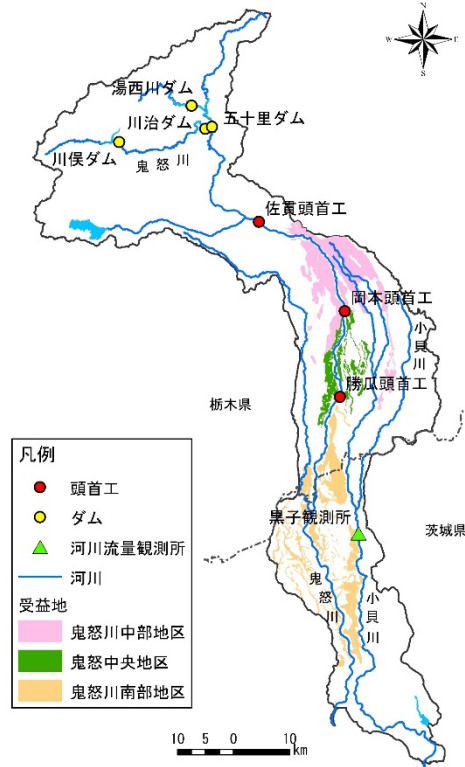 N
W
E
S
湯西川ダム
川治ダム
五十里ダム
川俣ダム
鬼怒川
佐貫頭首工
岡本頭首工
小貝川
勝瓜頭首工
栃木県
凡例
頭首工
ダム
河川流量観測所
河川
受益地
鬼怒川中部地区
鬼怒中央地区
鬼怒川南部地区
黒子観測所
茨城県
鬼怒川
小貝川
10 5 0 10
km